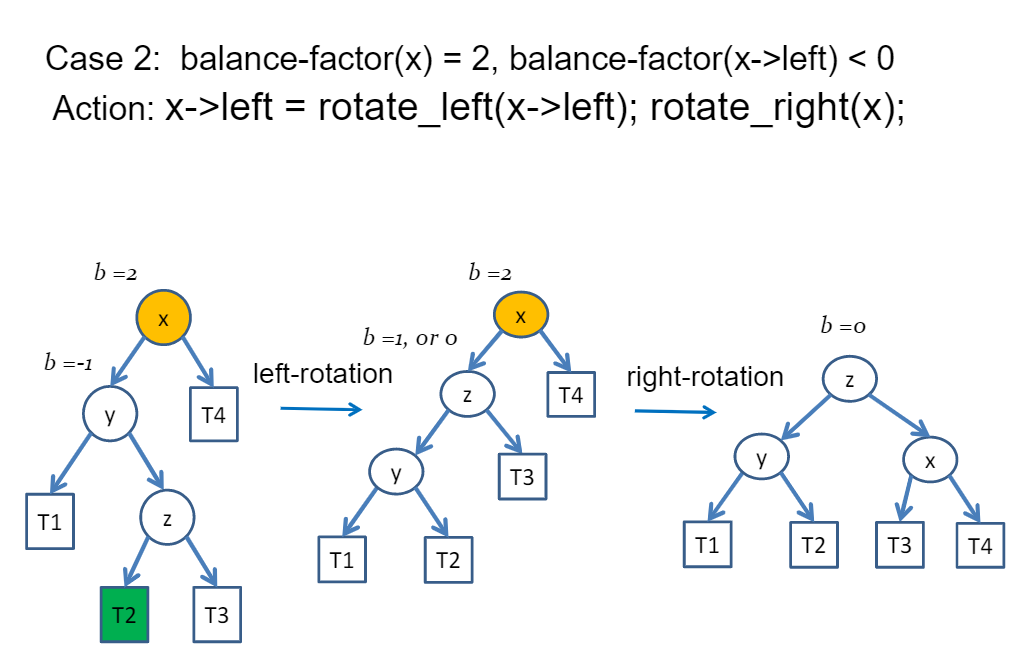 Case 2: balance-factor(x) = 2, balance-factor(x->left) < 0
Action: x->left = rotate_left(x->left); rotate_right(x);
b =2
x
b =-1
y
T4
T1
z
T2
T3
left-rotation
b =2
x
b =1, or 0
z
T4
y
T3
T1
T2
right-rotation
b =0
z
y
x
T1
T2
T3
T4